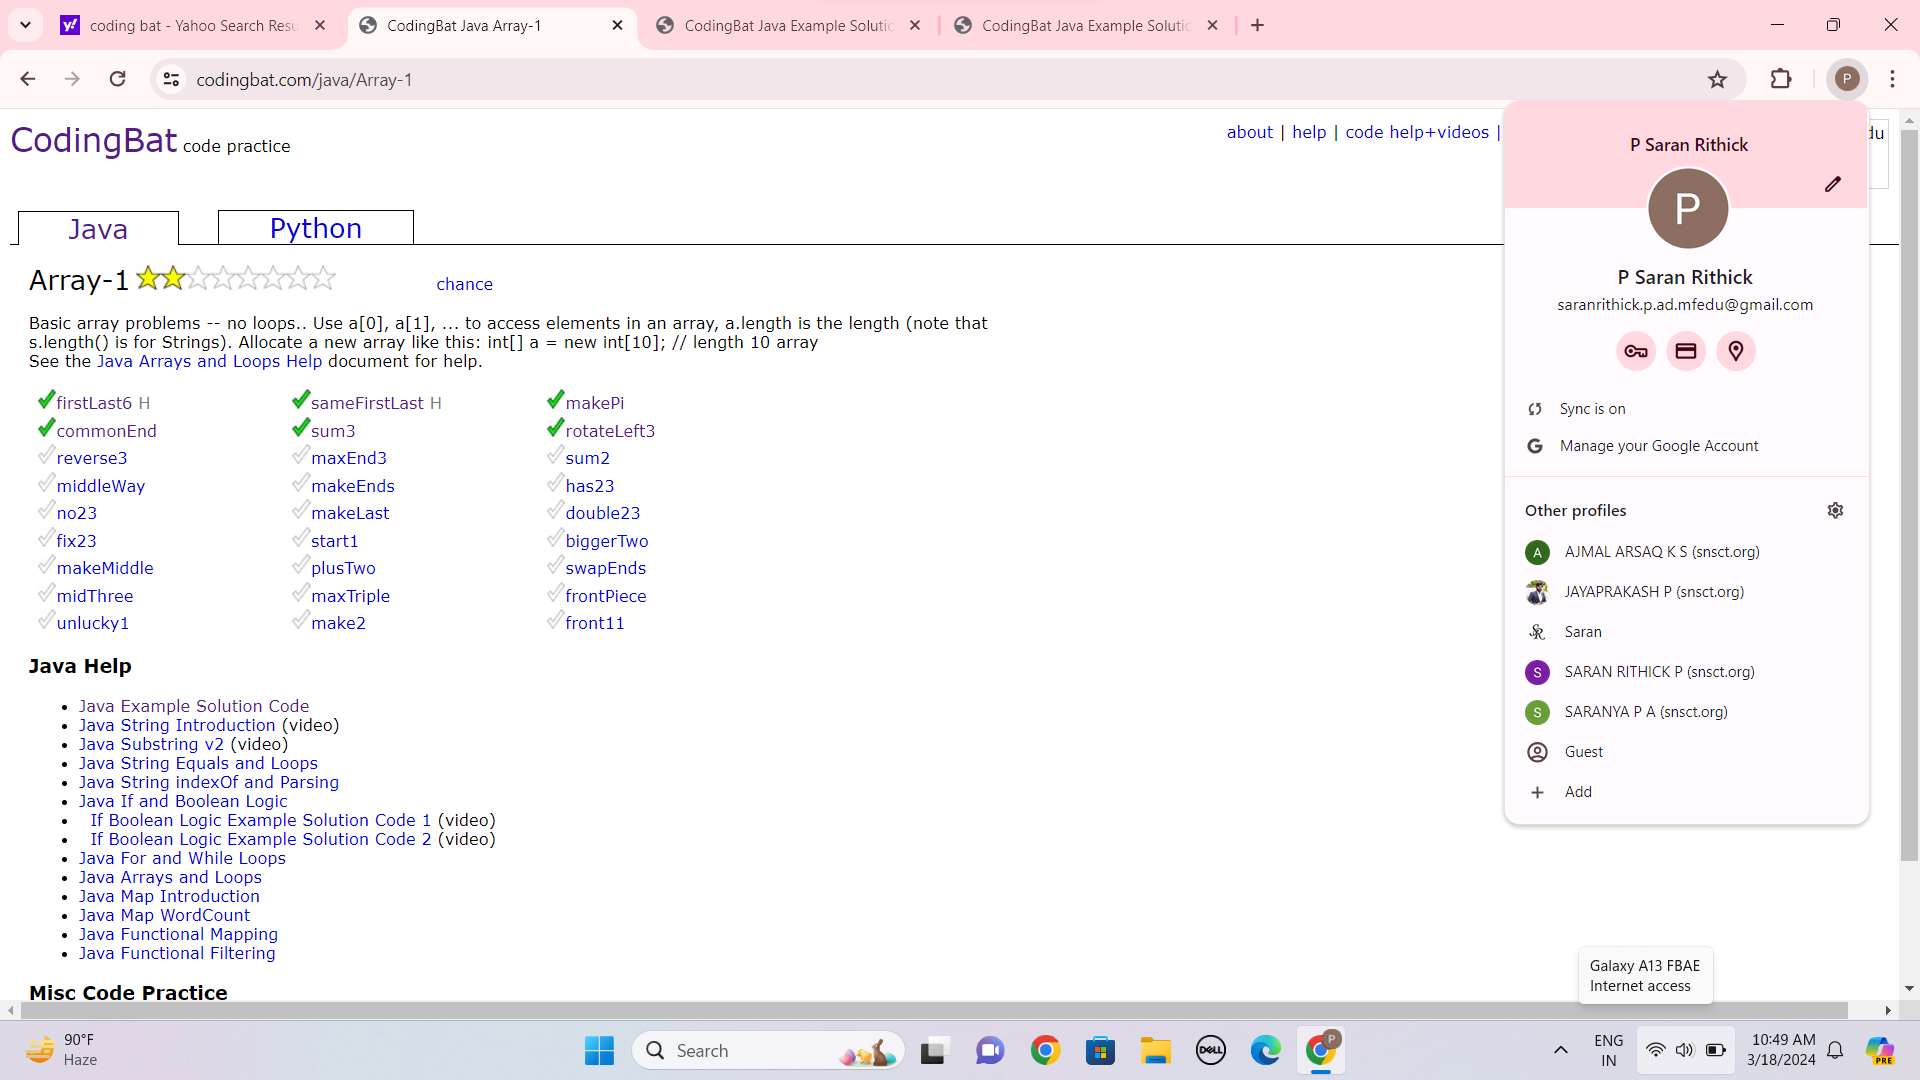 coding bat - Yahoo Search Resu
CodingBat Java Array-1
CodingBat Java Example Solutio
CodingBat Java Example Solutio
codingbat.com/java/Array-1
P
CodingBat code practice
about | help | code help+videos |
du
Java
Python
Array-1
chance
Basic array problems -- no loops.. Use a[0], a[1], ... to access elements in an array, a.length is the length (note that
s.length() is for Strings). Allocate a new array like this: int[] a = new int[10]; // length 10 array
See the Java Arrays and Loops Help document for help.
firstLast6 H sameFirstLast H makePi
commonEnd sum3 rotateLeft3
reverse3 maxEnd3 sum2
middleWay makeEnds has23
no23 makeLast double23
fix23 start1 biggerTwo
makeMiddle plusTwo swapEnds
midThree maxTriple frontPiece
unlucky1 make2 front11
Java Help
Java Example Solution Code
Java String Introduction (video)
Java Substring v2 (video)
Java String Equals and Loops
Java String indexOf and Parsing
Java If and Boolean Logic
If Boolean Logic Example Solution Code 1 (video)
If Boolean Logic Example Solution Code 2 (video)
Java For and While Loops
Java Arrays and Loops
Java Map Introduction
Java Map WordCount
Java Functional Mapping
Java Functional Filtering
Misc Code Practice
P Saran Rithick
P
P Saran Rithick
saranrithick.p.ad.mfedu@gmail.com
Sync is on
G Manage your Google Account
Other profiles
A AJMAL ARSAQ K S (snsct.org)
JAYAPRAKASH P (snsct.org)
SR Saran
S SARAN RITHICK P (snsct.org)
S SARANYA P A (snsct.org)
Guest
Add
Galaxy A13 FBAE
Internet access
90°F
Haze
Search
DELL
P
ENG
IN
10:49 AM
3/18/2024
PRE